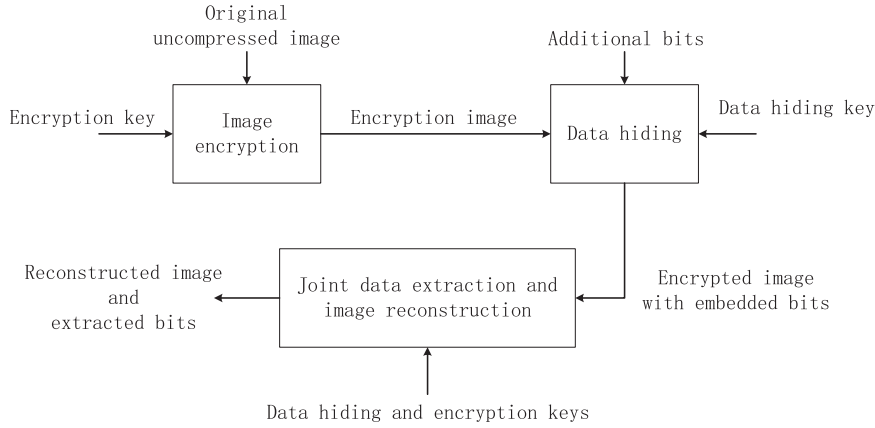 Original
uncompressed image
Additional bits
Encryption key
Image
encryption
Encryption image
Data hiding
Data hiding key
Reconstructed image
and
extracted bits
Joint data extraction and
image reconstruction
Encrypted image
with embedded bits
Data hiding and encryption keys